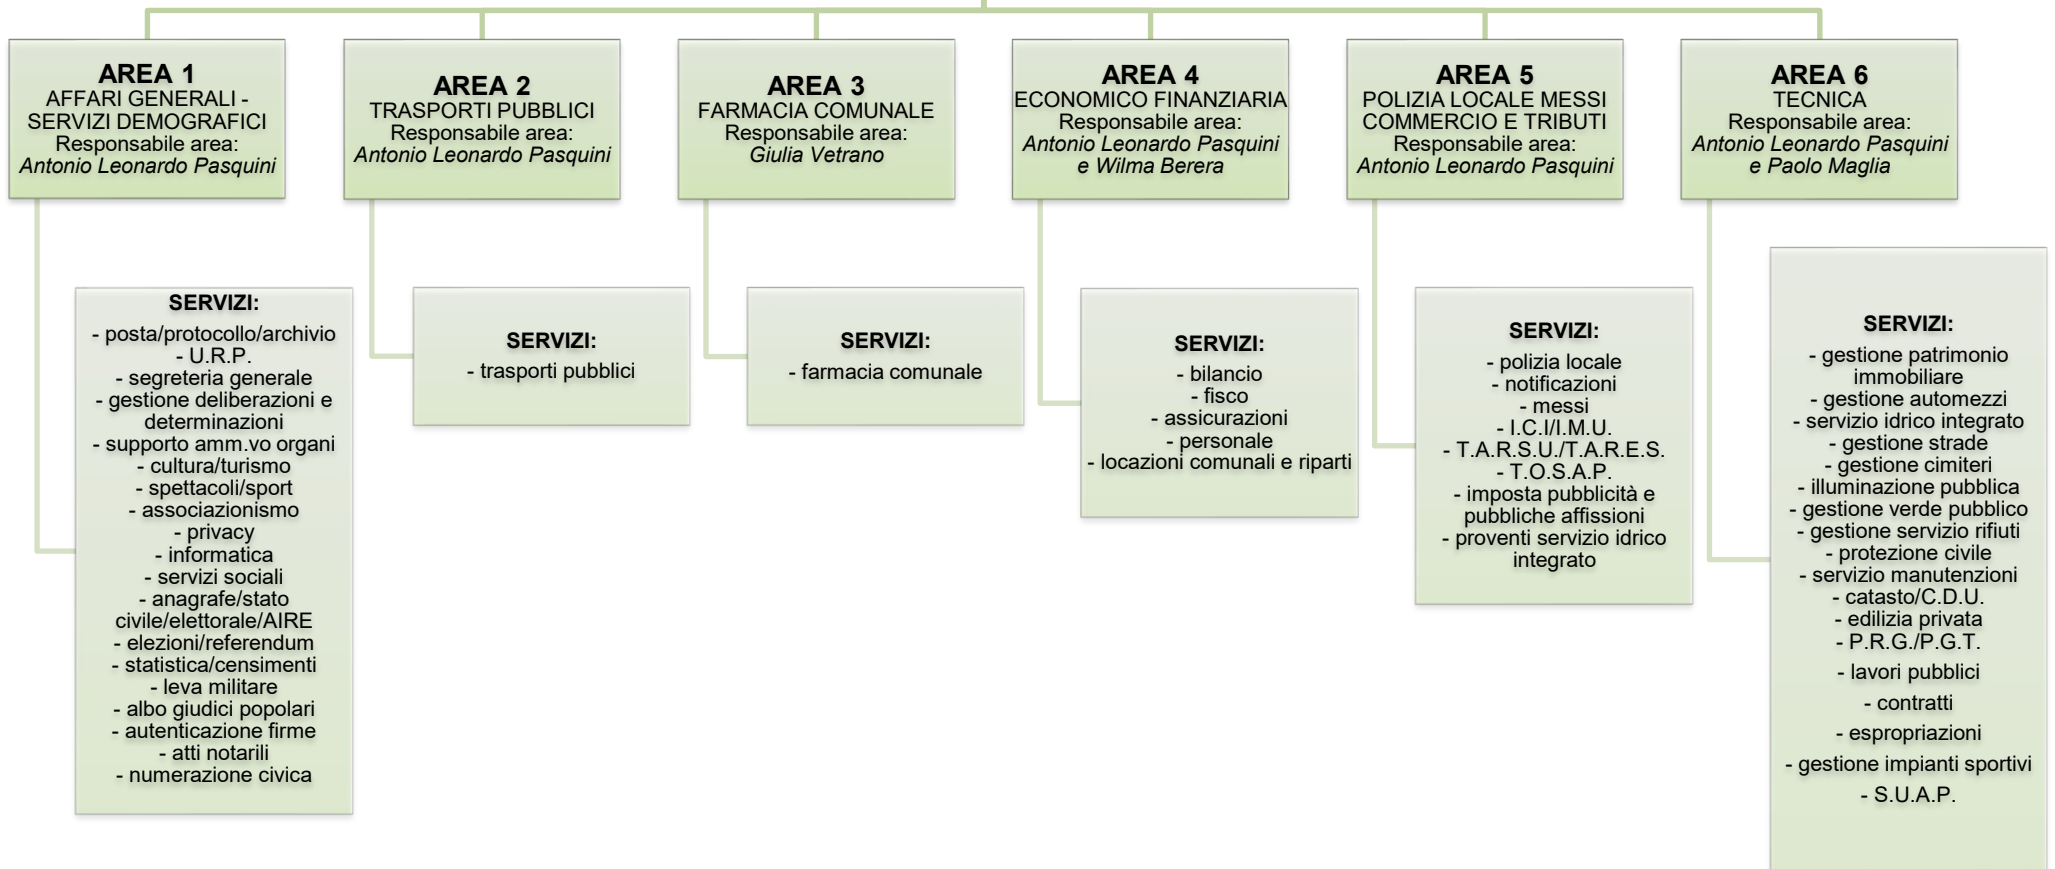 AREA 1
AFFARI GENERALI -
SERVIZI DEMOGRAFICI
Responsabile area:
Antonio Leonardo Pasquini
AREA 2
TRASPORTI PUBBLICI
Responsabile area:
Antonio Leonardo Pasquini
AREA 3
FARMACIA COMUNALE
Responsabile area:
Giulia Vetrano
AREA 4
ECONOMICO FINANZIARIA
Responsabile area:
Antonio Leonardo Pasquini
e Wilma Berera
AREA 5
POLIZIA LOCALE MESSI
COMMERCIO E TRIBUTI
Responsabile area:
Antonio Leonardo Pasquini
AREA 6
TECNICA
Responsabile area:
Antonio Leonardo Pasquini
e Paolo Maglia
SERVIZI:
- posta/protocollo/archivio
- U.R.P.
- segreteria generale
- gestione deliberazioni e
determinazioni
- supporto amm.vo organi
- cultura/turismo
- spettacoli/sport
- associazionismo
- privacy
- informatica
- servizi sociali
- anagrafe/stato
civile/elettorale/AIRE
- elezioni/referendum
- statistica/censimenti
- leva militare
- albo giudici popolari
- autenticazione firme
- atti notarili
- numerazione civica
SERVIZI:
- trasporti pubblici
SERVIZI:
- farmacia comunale
SERVIZI:
- bilancio
- fisco
- assicurazioni
- personale
- locazioni comunali e riparti
SERVIZI:
- polizia locale
- notificazioni
- messi
- I.C.I/I.M.U.
- T.A.R.S.U./T.A.R.E.S.
- T.O.S.A.P.
- imposta pubblicità e
pubbliche affissioni
- proventi servizio idrico
integrato
SERVIZI:
- gestione patrimonio
immobiliare
- gestione automezzi
- servizio idrico integrato
- gestione strade
- gestione cimiteri
- illuminazione pubblica
- gestione verde pubblico
- gestione servizio rifiuti
- protezione civile
- servizio manutenzioni
- catasto/C.D.U.
- edilizia privata
- P.R.G./P.G.T.
- lavori pubblici
- contratti
- espropriazioni
- gestione impianti sportivi
- S.U.A.P.